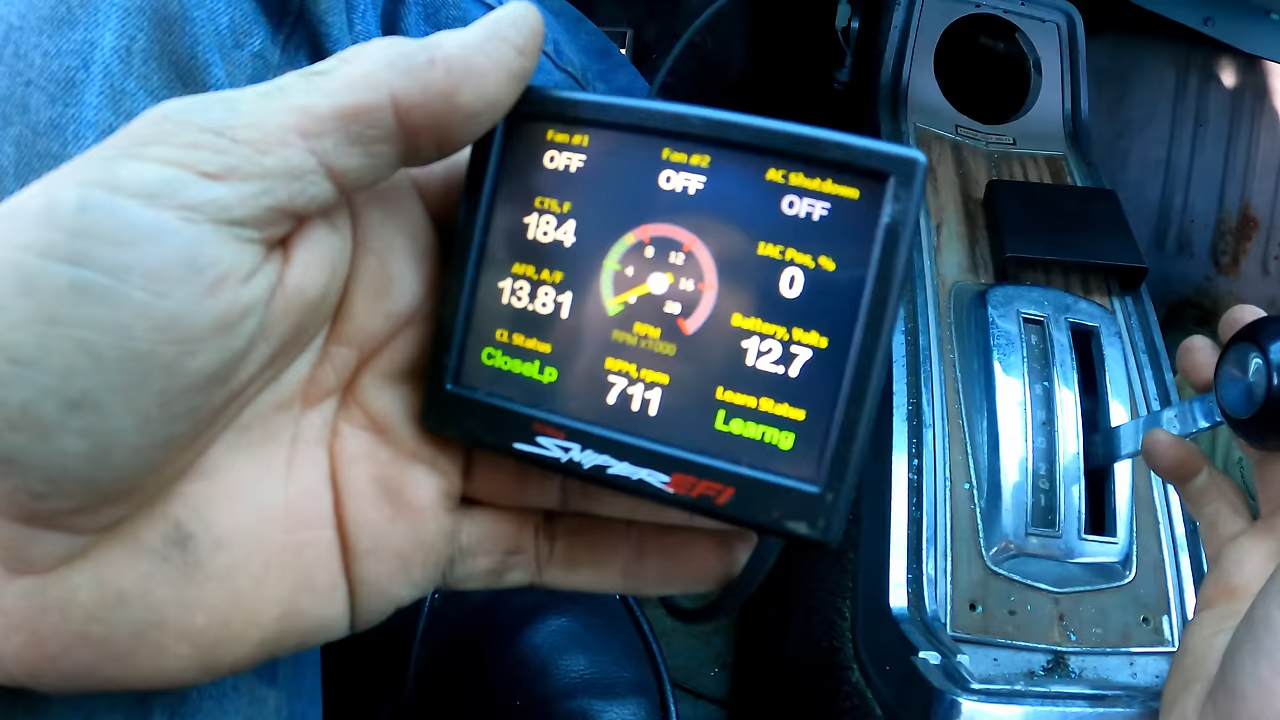 Fan #1
OFF
Fan #2
OFF
AC Shutdown
OFF
CTS, F
184
IAC Pos, %
0
AFR, A/F
13.81
8
12
4
16
0
20
RPM
RPM x1000
Battery, Volts
12.7
CL Status
CloseLp
RPM, rpm
711
Learn Status
Learng
SNIPER EFI